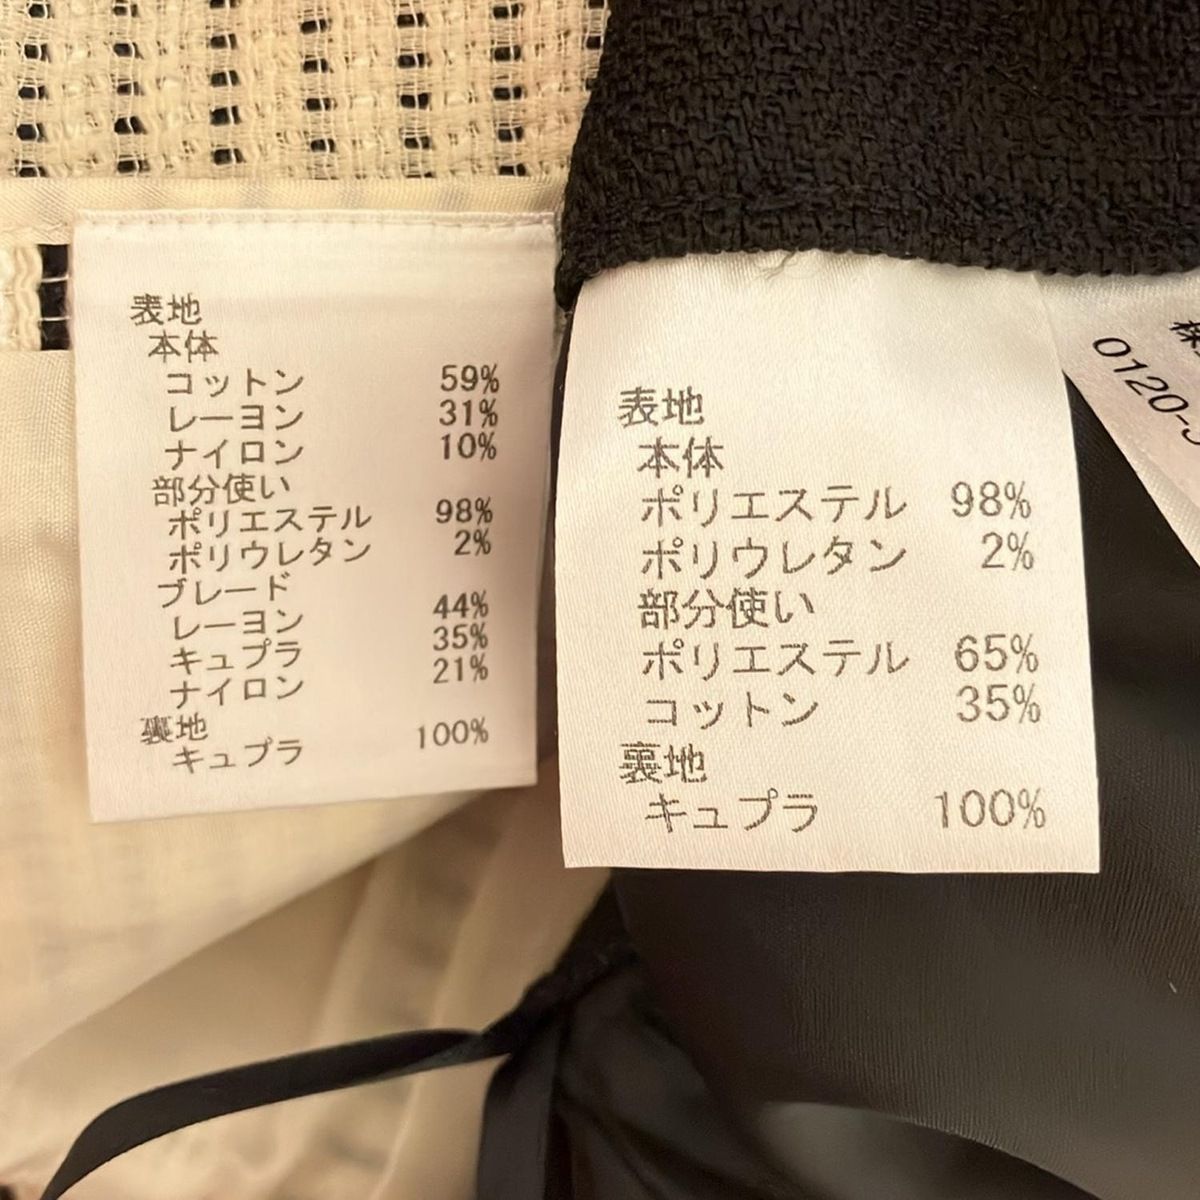 表地
本体
コットン 59%
レーヨン 31%
ナイロン 10%
部分使い
ポリエステル 98%
ポリウレタン 2%
ブレード
レーヨン 44%
キュプラ 35%
ナイロン 21%
裏地
キュプラ 100%
表地
本体
ポリエステル 98%
ポリウレタン 2%
部分使い
ポリエステル 65%
コットン 35%
裏地
キュプラ 100%
株
0120-